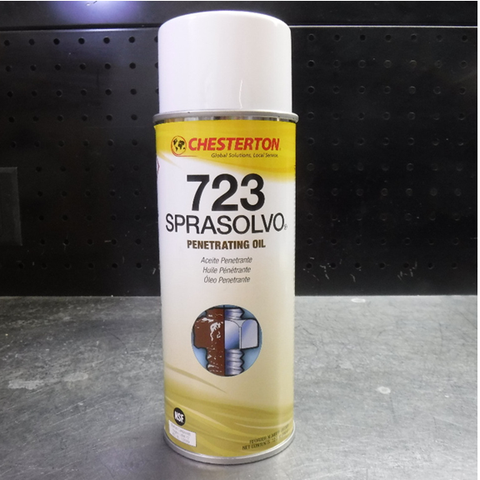 CHESTERTON
Global Solutions, Local Service.
723
SPRASOLVO®
PENETRATING OIL
Aceite Penetrante
Huile Pénétrante
Óleo Penetrante
NSF